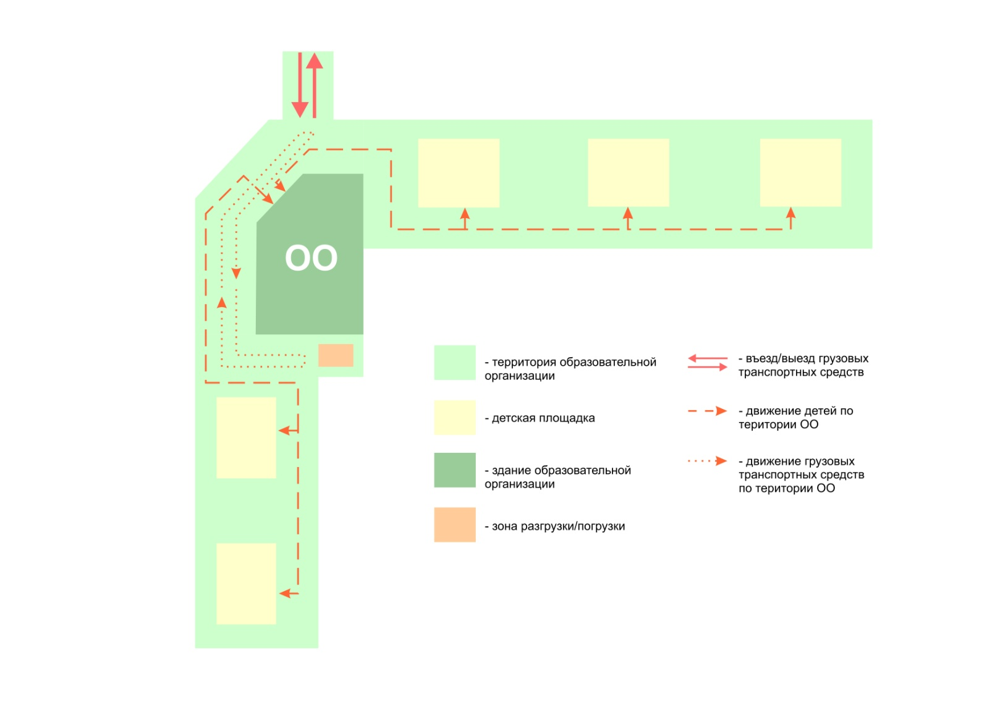 ОО
- территория образовательной
организации
- детская площадка
- здание образовательной
организации
- зона разгрузки/погрузки
- въезд/выезд грузовых
транспортных средств
- движение детей по
територии ОО
- движение грузовых
транспортных средств
по територии ОО